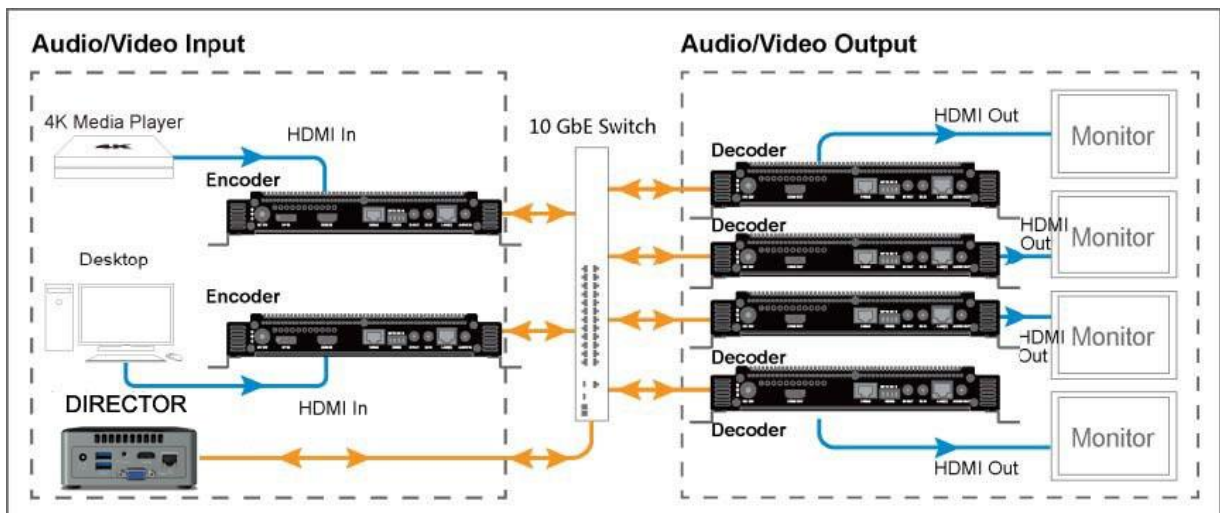 Audio/Video Input
Audio/Video Output
4K Media Player
4K
HDMI In
Encoder
10 GbE Switch
HDMI Out
Monitor
Decoder
Decoder
HDMI
Out
Monitor
Desktop
Encoder
HDMI In
HDMI
Out
Monitor
Decoder
Decoder
HDMI Out
Monitor
DIRECTOR